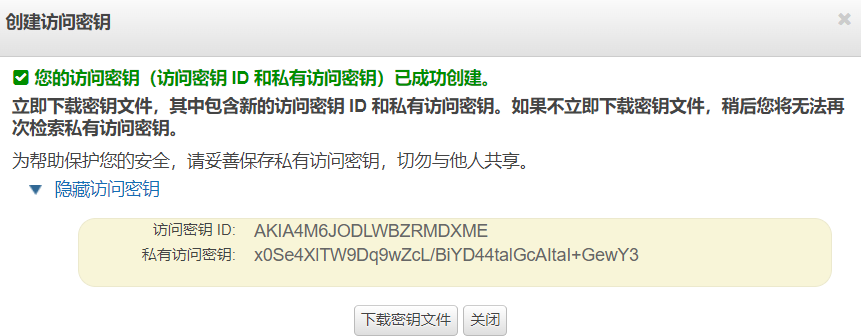 创建访问密钥
您的访问密钥（访问密钥 ID 和私有访问密钥）已成功创建。
立即下载密钥文件，其中包含新的访问密钥 ID 和私有访问密钥。如果不立即下载密钥文件，稍后您将无法再
次检索私有访问密钥。
为帮助保护您的安全，请妥善保存私有访问密钥，切勿与他人共享。
隐藏访问密钥
访问密钥 ID: AKIA4M6JODLWBZRMDXME
私有访问密钥:
下载密钥文件 关闭